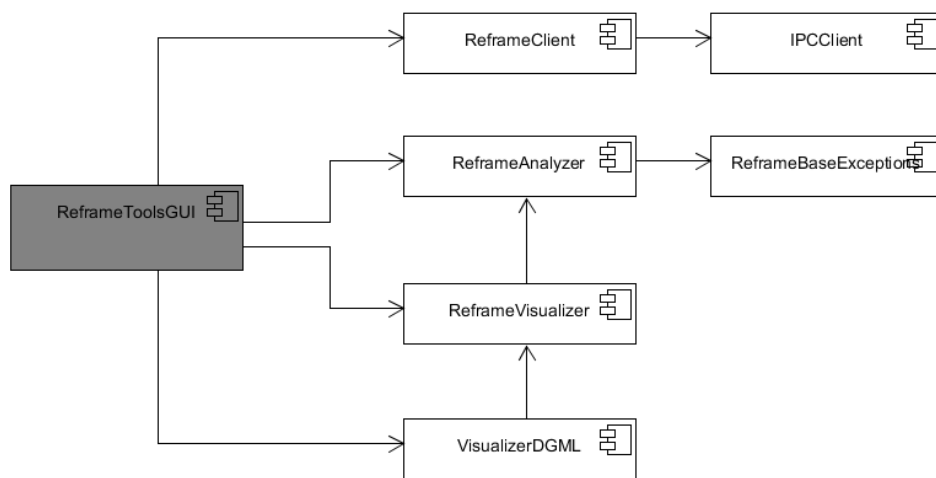 ReframeClient
IPCClient
ReframeAnalyzer
ReframeBaseExceptions
ReframeToolsGUI
ReframeVisualizer
VisualizerDGML